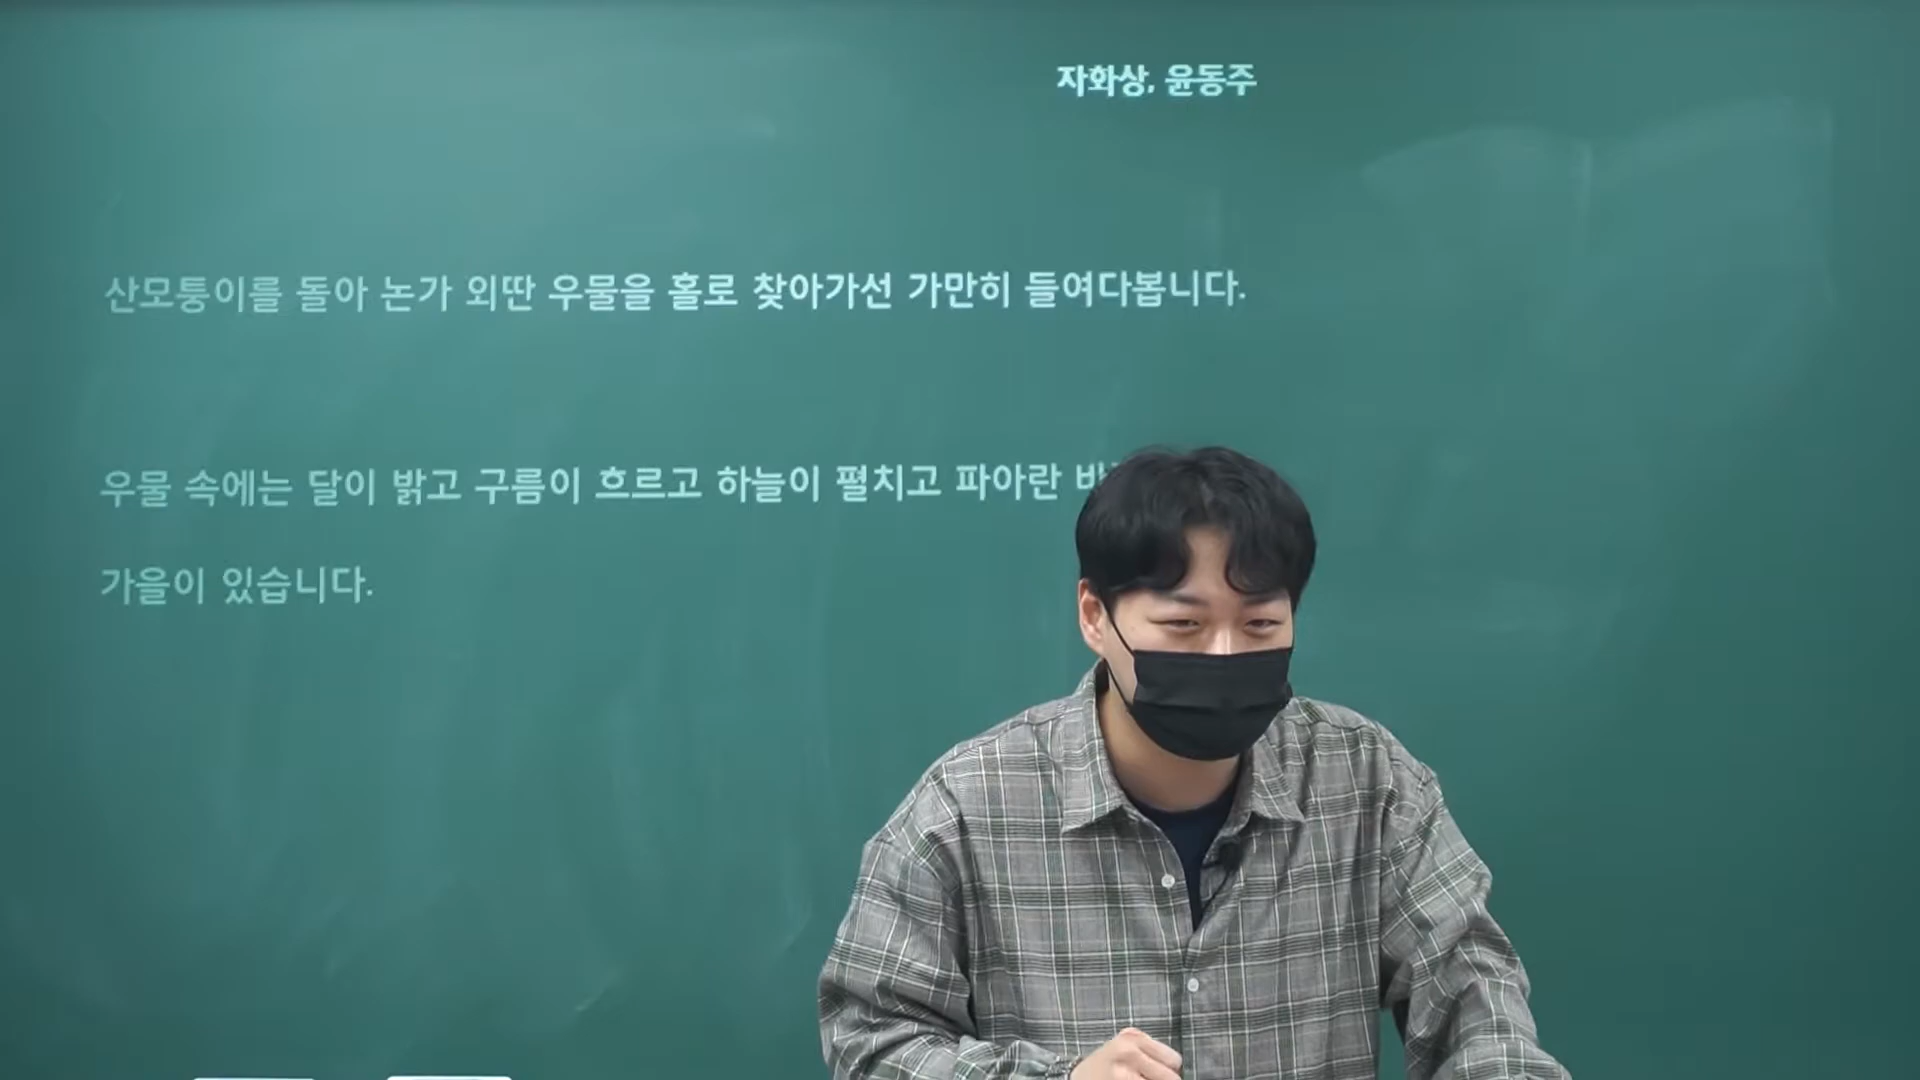 자화상, 윤동주
산모퉁이를 돌아 논가 외딴 우물을 홀로 찾아가선 가만히 들여다봅니다.
우물 속에는 달이 밝고 구름이 흐르고 하늘이 펼치고 파아란
가을이 있습니다.